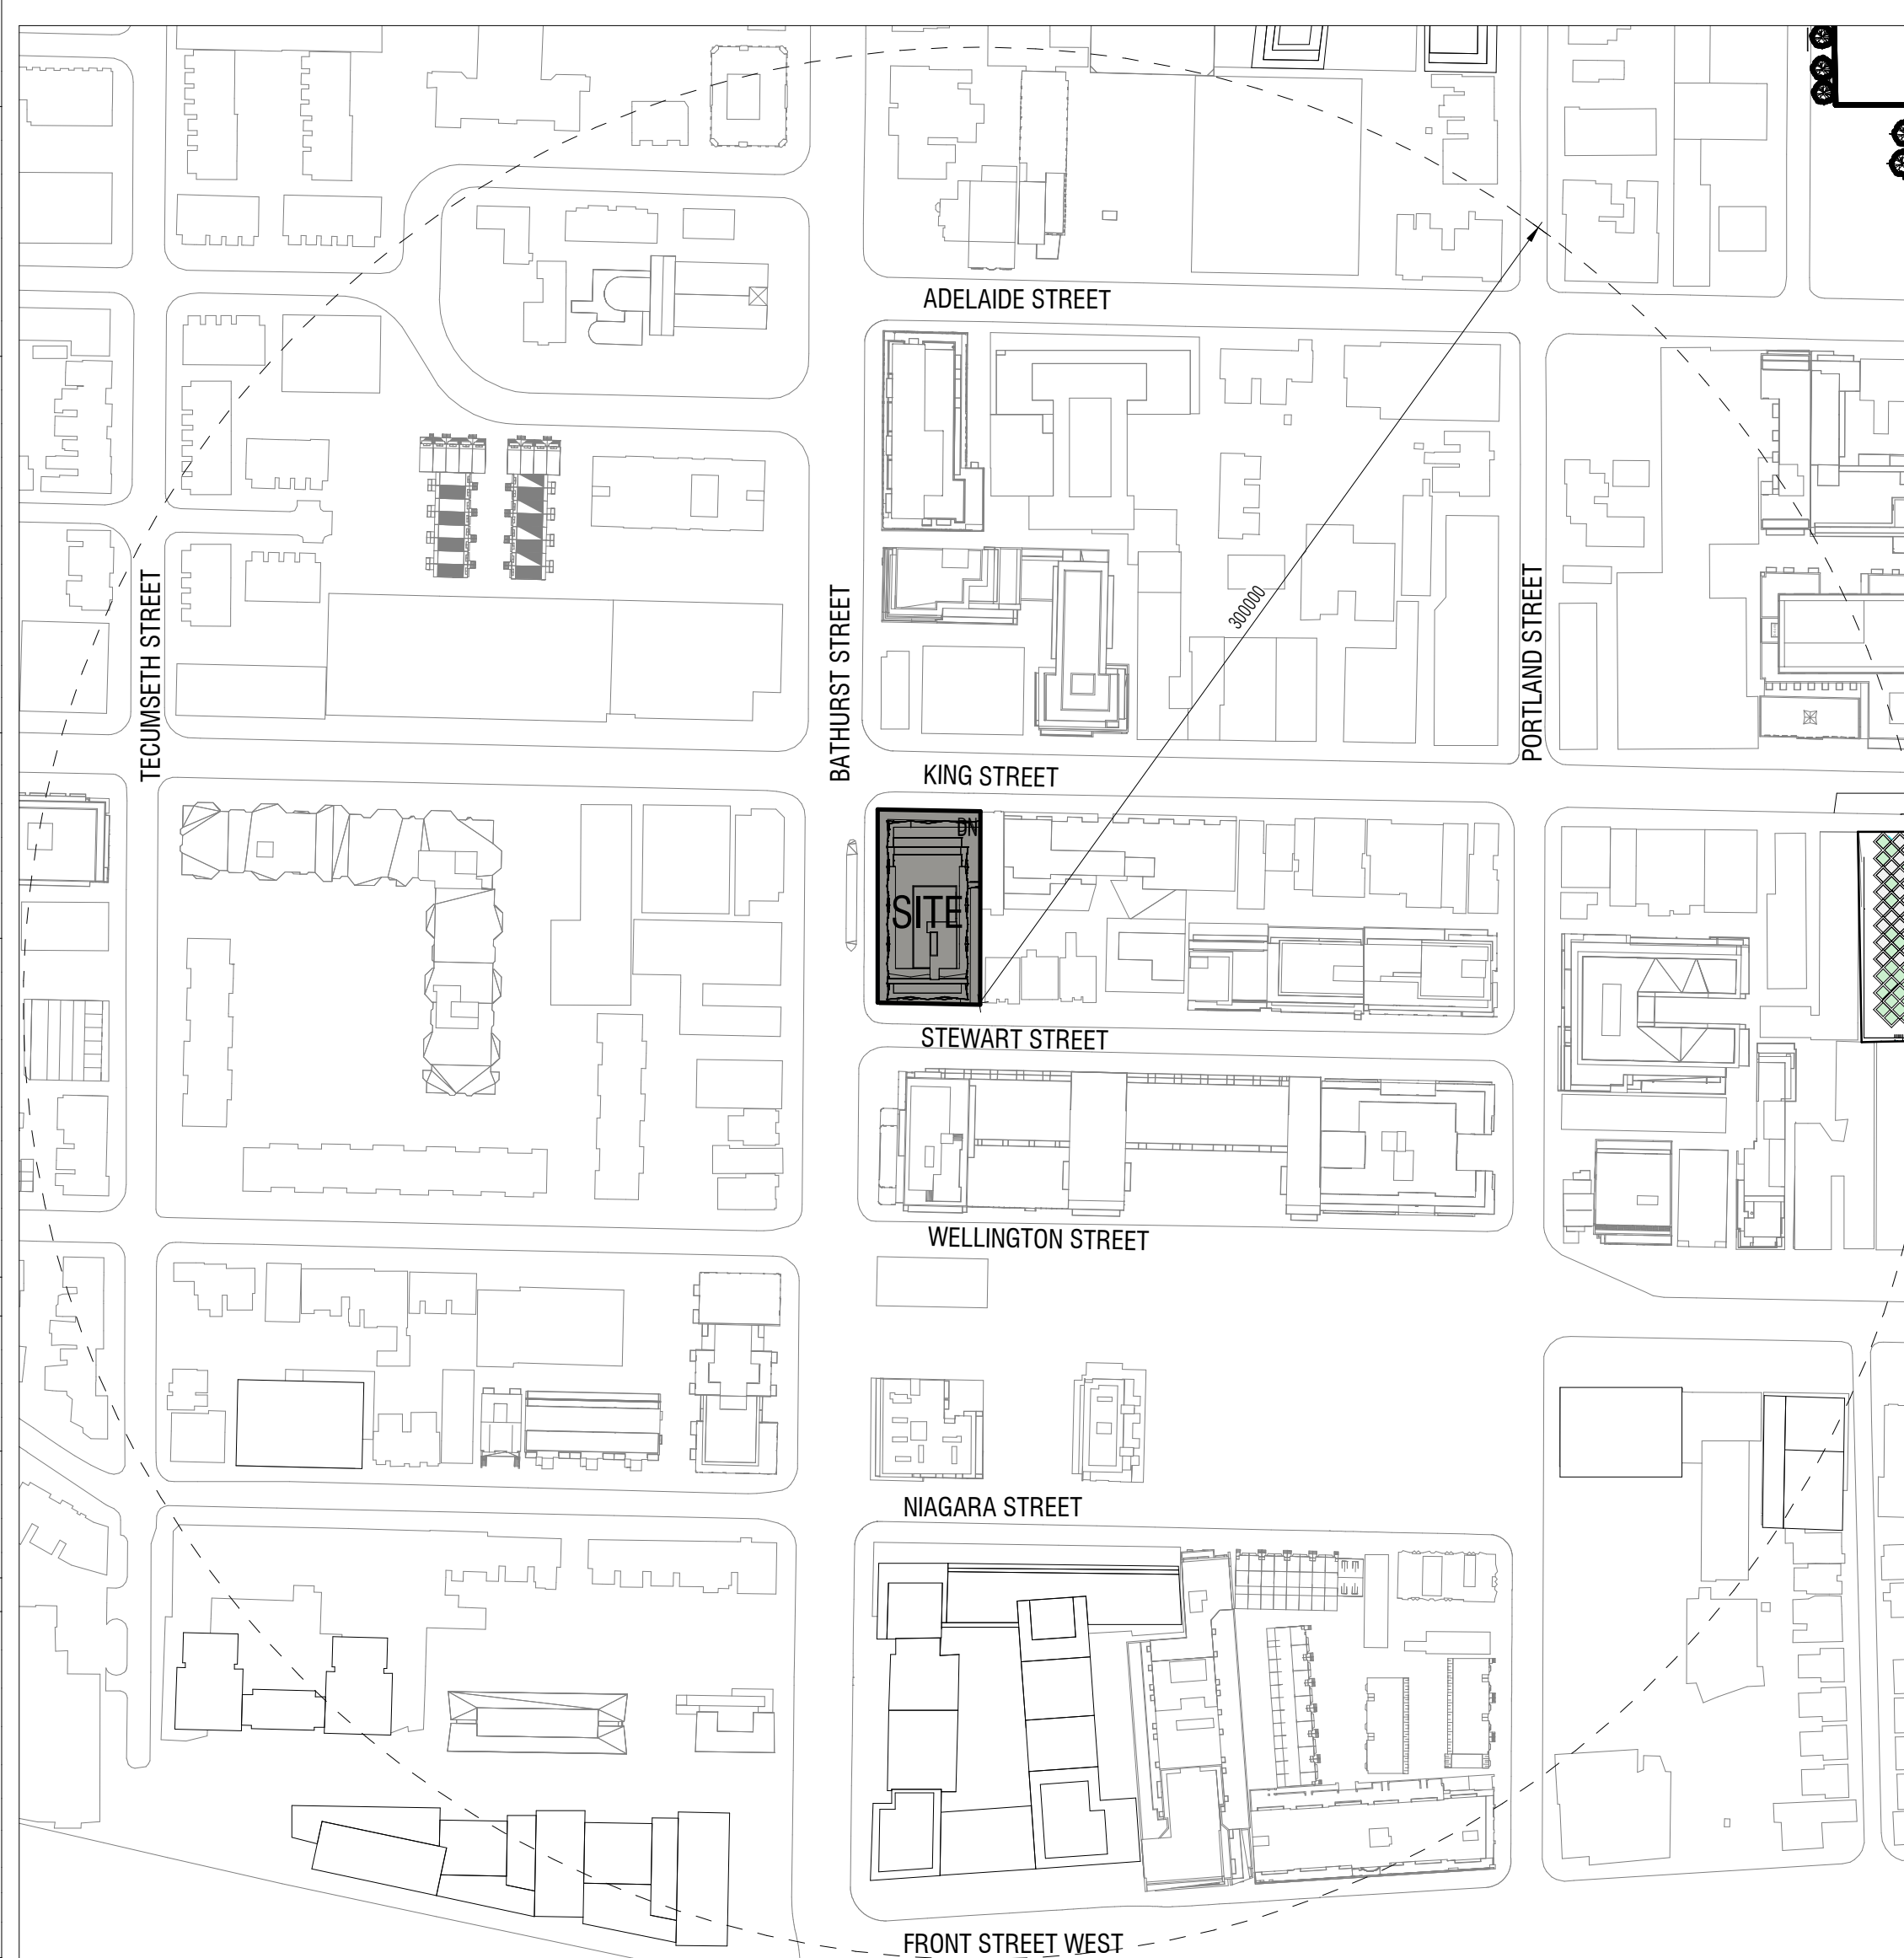 ADELAIDE STREET
TECUMSETH STREET
BATHURST STREET
300000
PORTLAND STREET
KING STREET
DN
SITE
STEWART STREET
WELLINGTON STREET
NIAGARA STREET
FRONT STREET WEST